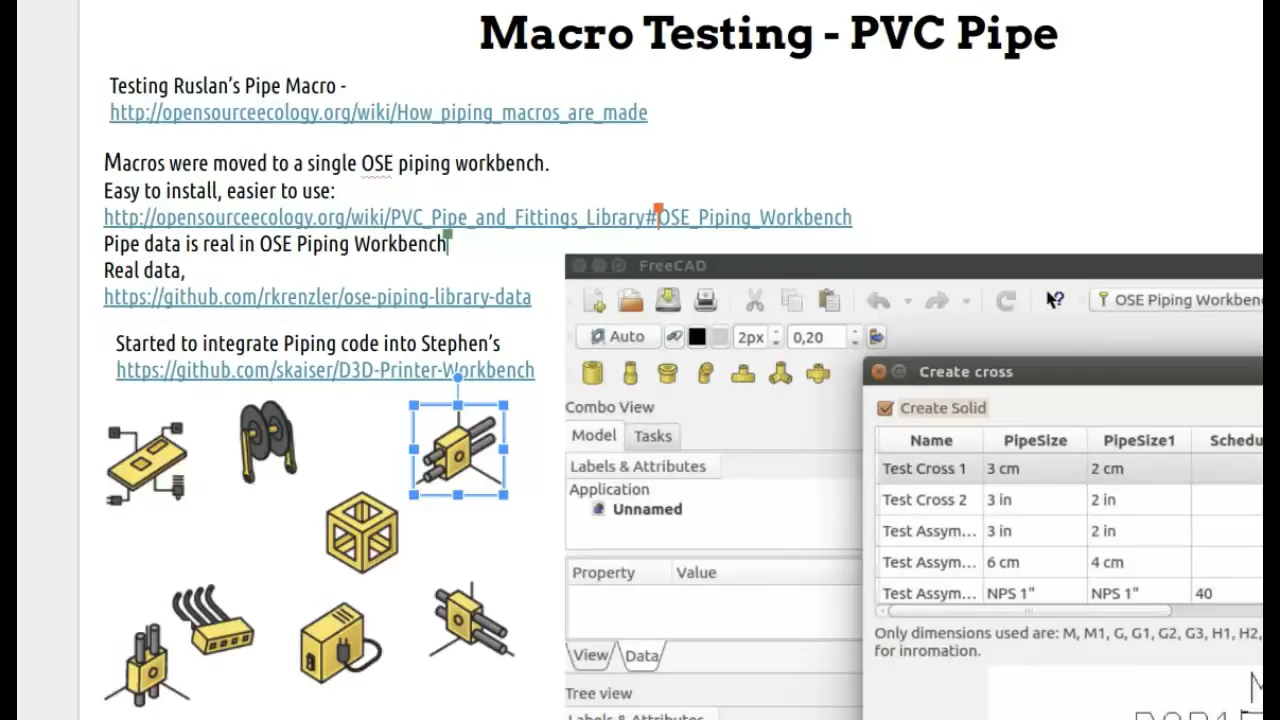 Macro Testing - PVC Pipe
Testing Ruslan's Pipe Macro -
http://opensourceecology.org/wiki/How_piping_macros_are_made
Macros were moved to a single OSE piping workbench.
Easy to install, easier to use:
http://opensourceecology.org/wiki/PVC_Pipe_and_Fittings_Library#OSE_Piping_Workbench
Pipe data is real in OSE Piping Workbench
Real data,
https://github.com/rkrenzler/ose-piping-library-data
Started to integrate Piping code into Stephen's
https://github.com/skaiser/D3D-Printer-Workbench
FreeCAD
OSE Piping Workben
Auto 2px 0,20
Combo View
Model Tasks
Labels & Attributes
Application
Unnamed
Property Value
View Data
Tree view
Labels & Attributes
Create cross
Create Solid
Name PipeSize PipeSize1 Schedu
Test Cross 1 3 cm 2 cm
Test Cross 2 3 in 2 in
Test Assym... 3 in 2 in
Test Assym... 6 cm 4 cm
Test Assym... NPS 1" NPS 1" 40
Only dimensions used are: M, M1, G, G1, G2, G3, H1, H2,
for inromation.